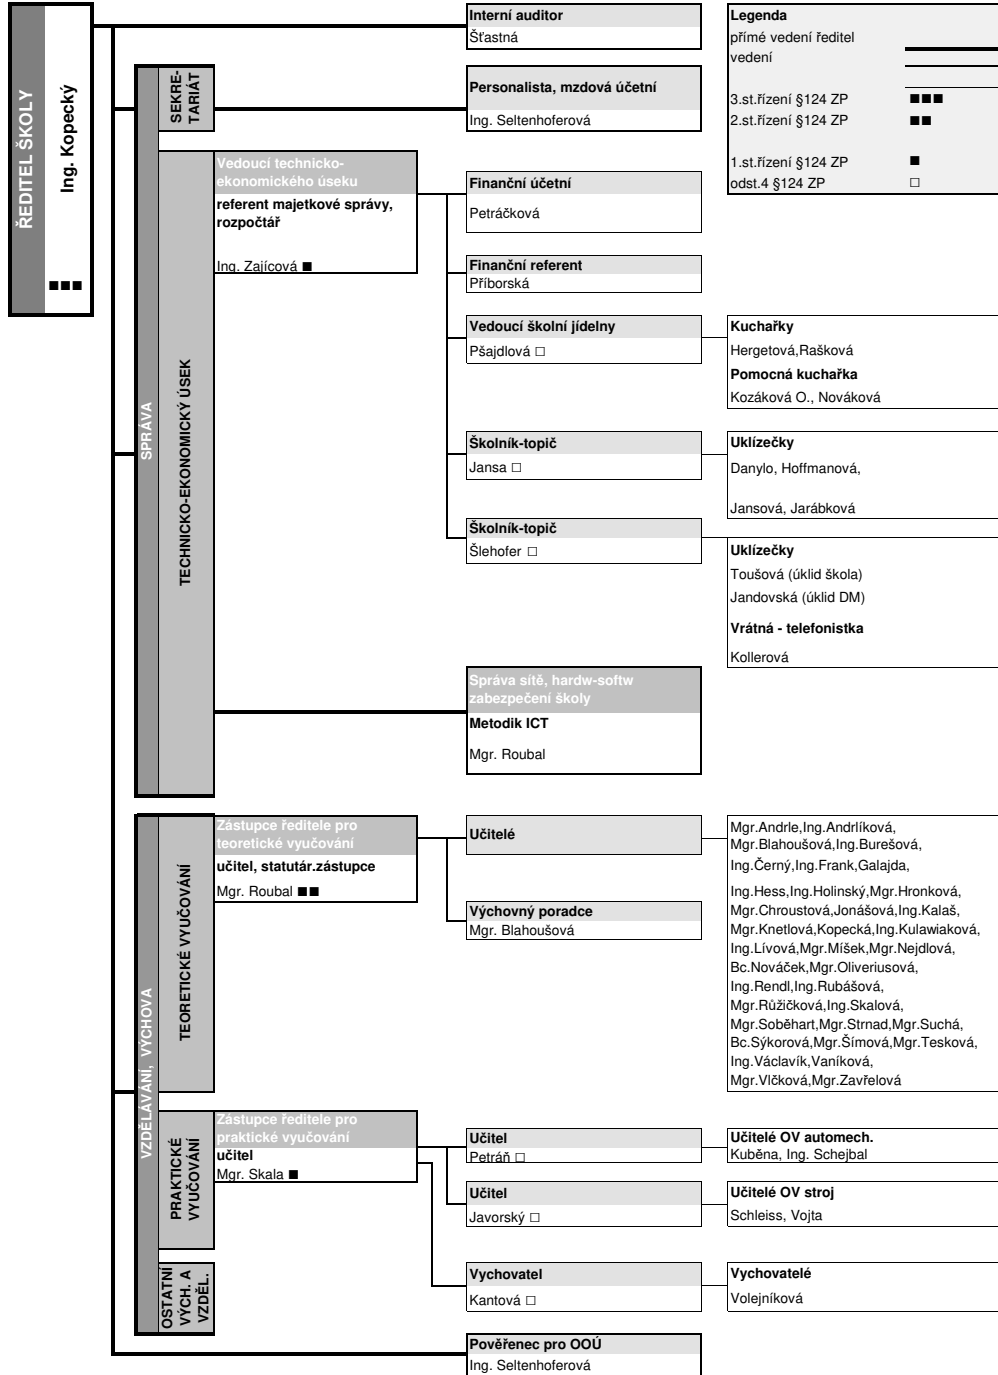 ŘEDITEL ŠKOLY
Ing. Kopecký
■■■
Interní auditor
Šťastná
Legenda
přímé vedení ředitel
vedení
3.st.řízení §124 ZP ■■■
2.st.řízení §124 ZP ■■
1.st.řízení §124 ZP ■
odst.4 §124 ZP □
SPRÁVA
SEKRE-
TARIÁT
Personalista, mzdová účetní
Ing. Seltenhoferová
TECHNICKO-EKONOMICKÝ ÚSEK
Vedoucí technicko-
ekonomického úseku
referent majetkové správy,
rozpočtář
Ing. Zajícová ■
Finanční účetní
Petráčková
Finanční referent
Příborská
Vedoucí školní jídelny
Pšajdlová □
Kuchařky
Hergetová,Rašková
Pomocná kuchařka
Kozáková O., Nováková
Školník-topič
Jansa □
Uklízečky
Danylo, Hoffmanová,
Jansová, Jarábková
Školník-topič
Šlehofer □
Uklízečky
Toušová (úklid škola)
Jandovská (úklid DM)
Vrátná - telefonistka
Kollerová
Správa sítě, hardw-softw
zabezpečení školy
Metodik ICT
Mgr. Roubal
VZDĚLÁVÁNÍ, VÝCHOVA
TEORETICKÉ VYUČOVÁNÍ
Zástupce ředitele pro
teoretické vyučování
učitel, statutár.zástupce
Mgr. Roubal ■■
Učitelé
Mgr.Andrle,Ing.Andrlíková,
Mgr.Blahoušová,Ing.Burešová,
Ing.Černý,Ing.Frank,Galajda,
Ing.Hess,Ing.Holinský,Mgr.Hronková,
Mgr.Chroustová,Jonášová,Ing.Kalaš,
Mgr.Knetlová,Kopecká,Ing.Kulawiaková,
Ing.Lívová,Mgr.Míšek,Mgr.Nejdlová,
Bc.Nováček,Mgr.Oliveriusová,
Ing.Rendl,Ing.Rubášová,
Mgr.Růžičková,Ing.Skalová,
Mgr.Soběhart,Mgr.Strnad,Mgr.Suchá,
Bc.Sýkorová,Mgr.Šímová,Mgr.Tesková,
Ing.Václavík,Vaníková,
Mgr.Vlčková,Mgr.Zavřelová
Výchovný poradce
Mgr. Blahoušová
PRAKTICKÉ
VYUČOVÁNÍ
Zástupce ředitele pro
praktické vyučování
učitel
Mgr. Skala ■
Učitel
Petráň □
Učitelé OV automech.
Kuběna, Ing. Schejbal
Učitel
Javorský □
Učitelé OV stroj
Schleiss, Vojta
OSTATNÍ
VÝCH. A
VZDĚL.
Vychovatel
Kantová □
Vychovatelé
Volejníková
Pověřenec pro OOÚ
Ing. Seltenhoferová